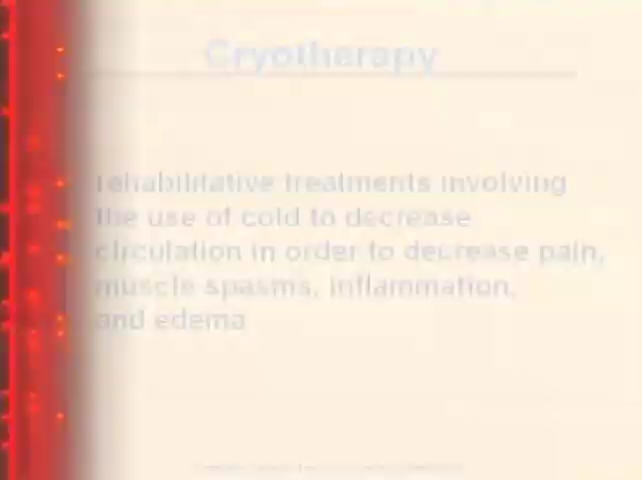 Cryotherapy
rehabilitative treatments involving
the use of cold to decrease
circulation in order to decrease pain,
muscle spasms, inflammation,
and edema